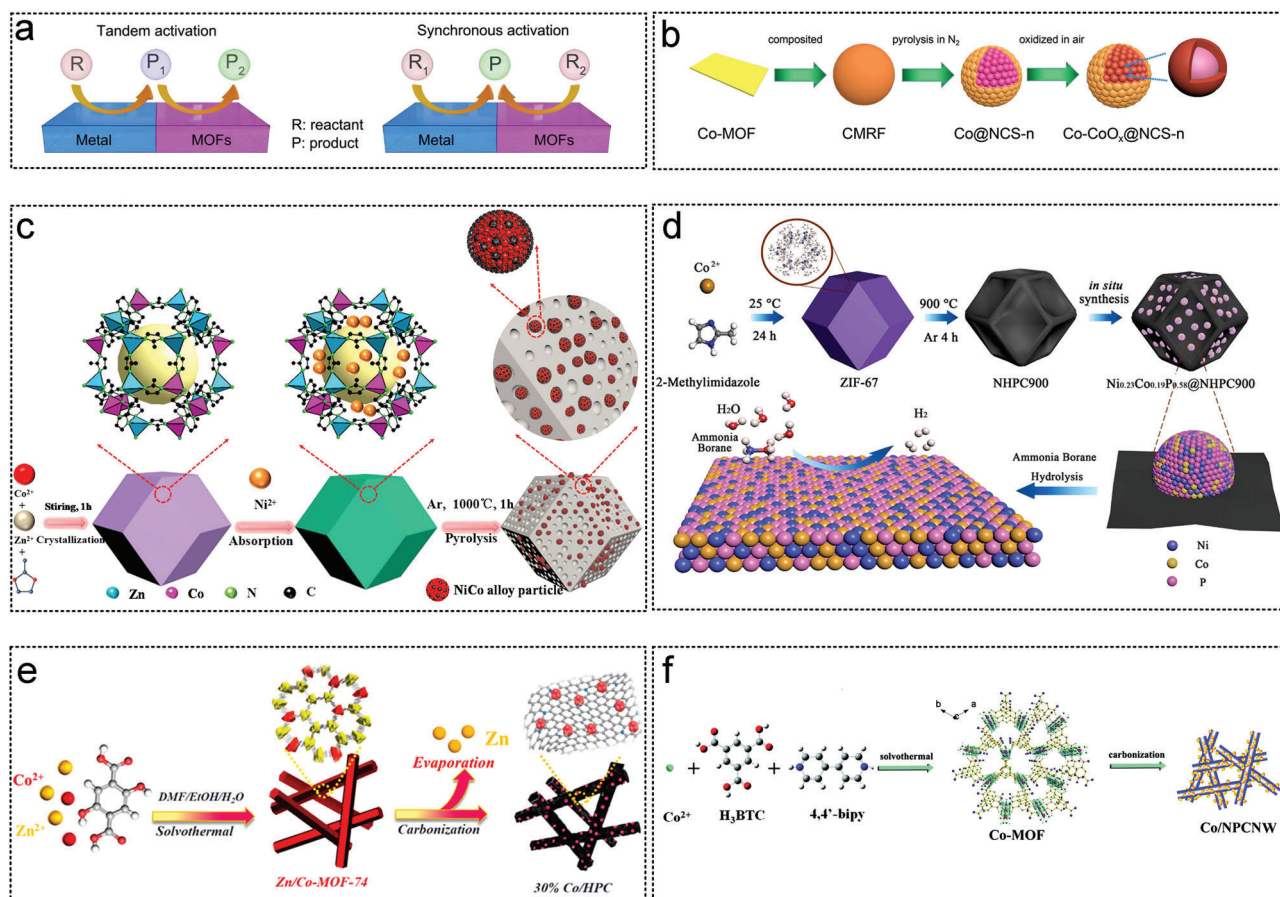 a
Tandem activation
Synchronous activation
R
P₁
P₂
R₁
P
R₂
Metal
MOFs
R: reactant
P: product
Metal
MOFs
b
composited
pyrolysis in N₂
oxidized in air
Co-MOF
CMRF
Co@NCS-n
Co-CoOₓ@NCS-n
c
Co²⁺
+
Zn²⁺
+
Stiring, 1h
Crystallization
Ni²⁺
Absorption
Ar, 1000℃, 1h
Pyrolysis
Zn
Co
N
C
NiCo alloy particle
d
Co²⁺
2-Methylimidazole
25 °C
24 h
ZIF-67
900 °C
Ar 4 h
NHPC900
in situ
synthesis
Ni₀.₂₃Co₀.₁₉P₀.₅₈@NHPC900
H₂O
Ammonia
Borane
H₂
Ammonia Borane
Hydrolysis
Ni
Co
P
e
Co²⁺
Zn²⁺
DMF/EtOH/H₂O
Solvothermal
Zn/Co-MOF-74
Zn
Evaporation
Carbonization
30% Co/HPC
f
Co²⁺
+
H₃BTC
+
4,4'-bipy
solvothermal
b
a
c
Co-MOF
carbonization
Co/NPCNW